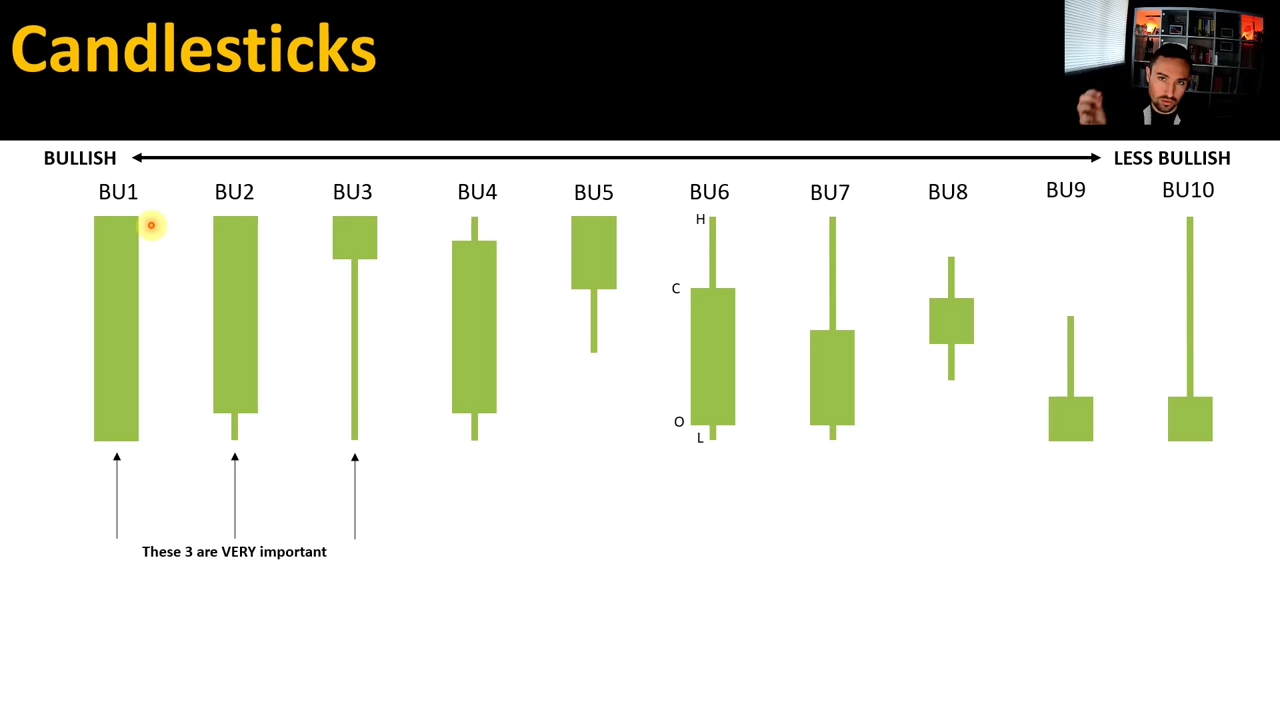 Candlesticks
BULLISH LESS BULLISH
BU1 BU2 BU3 BU4 BU5 BU6 BU7 BU8 BU9 BU10
H
C
O
L
These 3 are VERY important